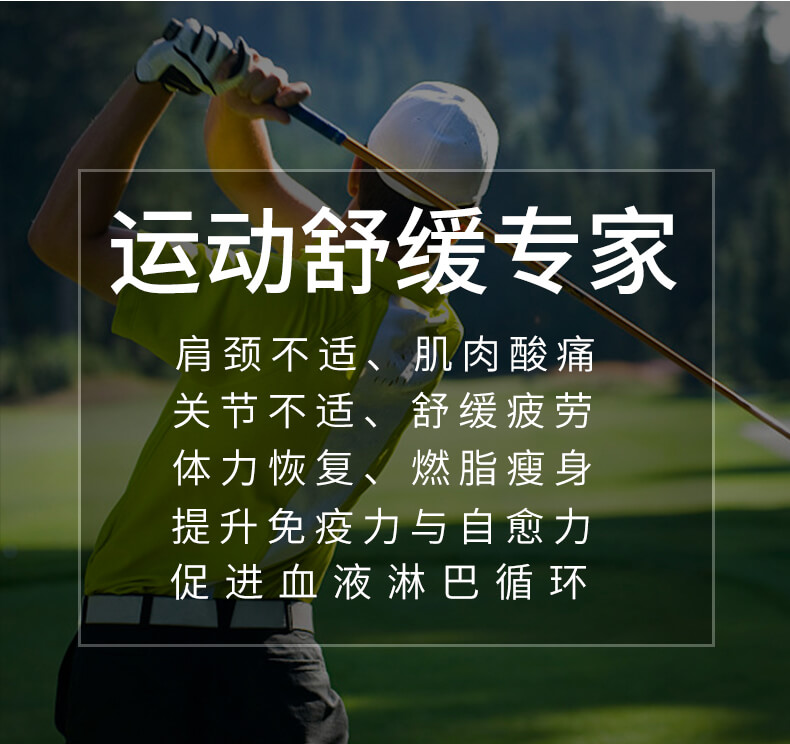 运动舒缓专家
肩颈不适、肌肉酸痛
关节不适、舒缓疲劳
体力恢复、燃脂瘦身
提升免疫力与自愈力
促进血液淋巴循环